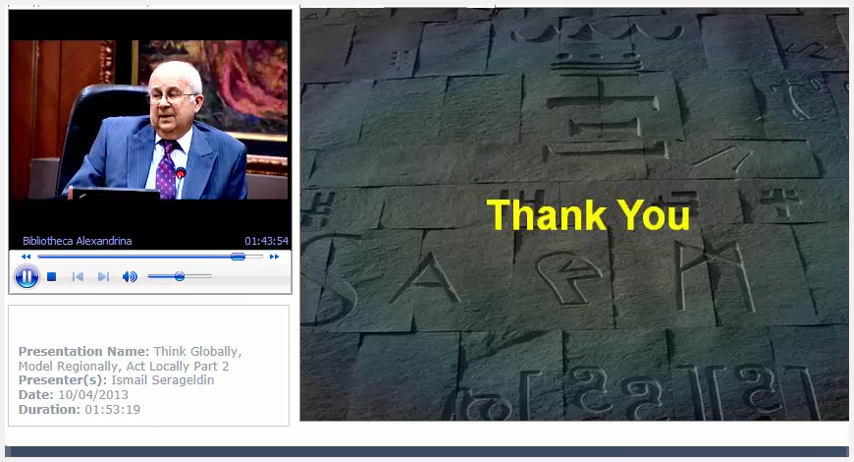 Bibliotheca Alexandrina 01:43:54
Presentation Name: Think Globally,
Model Regionally, Act Locally Part 2
Presenter(s): Ismail Serageldin
Date: 10/04/2013
Duration: 01:53:19
Thank You